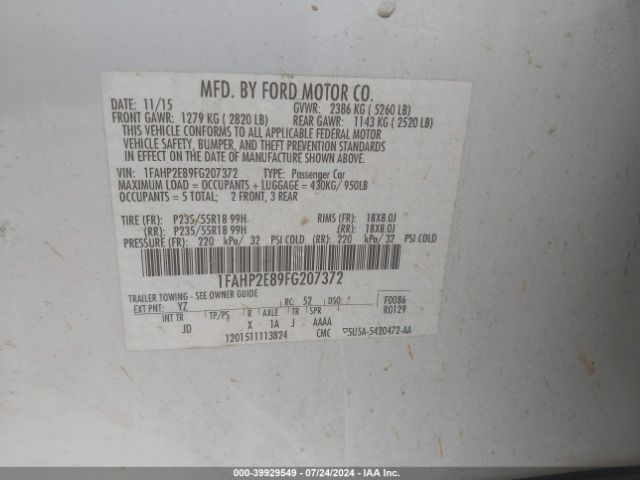 MFD. BY FORD MOTOR CO.
DATE: 11/15 GVWR: 2386 KG ( 5260 LB)
FRONT GAWR: 1279 KG ( 2820 LB) REAR GAWR: 1143 KG ( 2520 LB)
THIS VEHICLE CONFORMS TO ALL APPLICABLE FEDERAL MOTOR
VEHICLE SAFETY, BUMPER, AND THEFT PREVENTION STANDARDS
IN EFFECT ON THE DATE OF MANUFACTURE SHOWN ABOVE.
VIN: 1FAHP2E89FG207372 TYPE: Passenger Car
MAXIMUM LOAD = OCCUPANTS + LUGGAGE = 430KG/ 950LB
OCCUPANTS = 5 TOTAL; 2 FRONT, 3 REAR
TIRE (FR): P235/55R18 99H RIMS (FR): 18X8.0J
(RR): P235/55R18 99H (RR): 18X8.0J
PRESSURE (FR): 220 kPa/ 32 PSI COLD (RR): 220 kPa/ 32 PSI COLD
1FAHP2E89FG207372
TRAILER TOWING - SEE OWNER GUIDE
EXT PNT: YZ RC: 52 DSO: F0086
INT TR TP/PS R AXLE TR SPR R0129
JD X 1A J AAAA
1201511113824 CMC 5U5A-5420472-AA
000-39929549 - 07/24/2024 - IAA Auctions